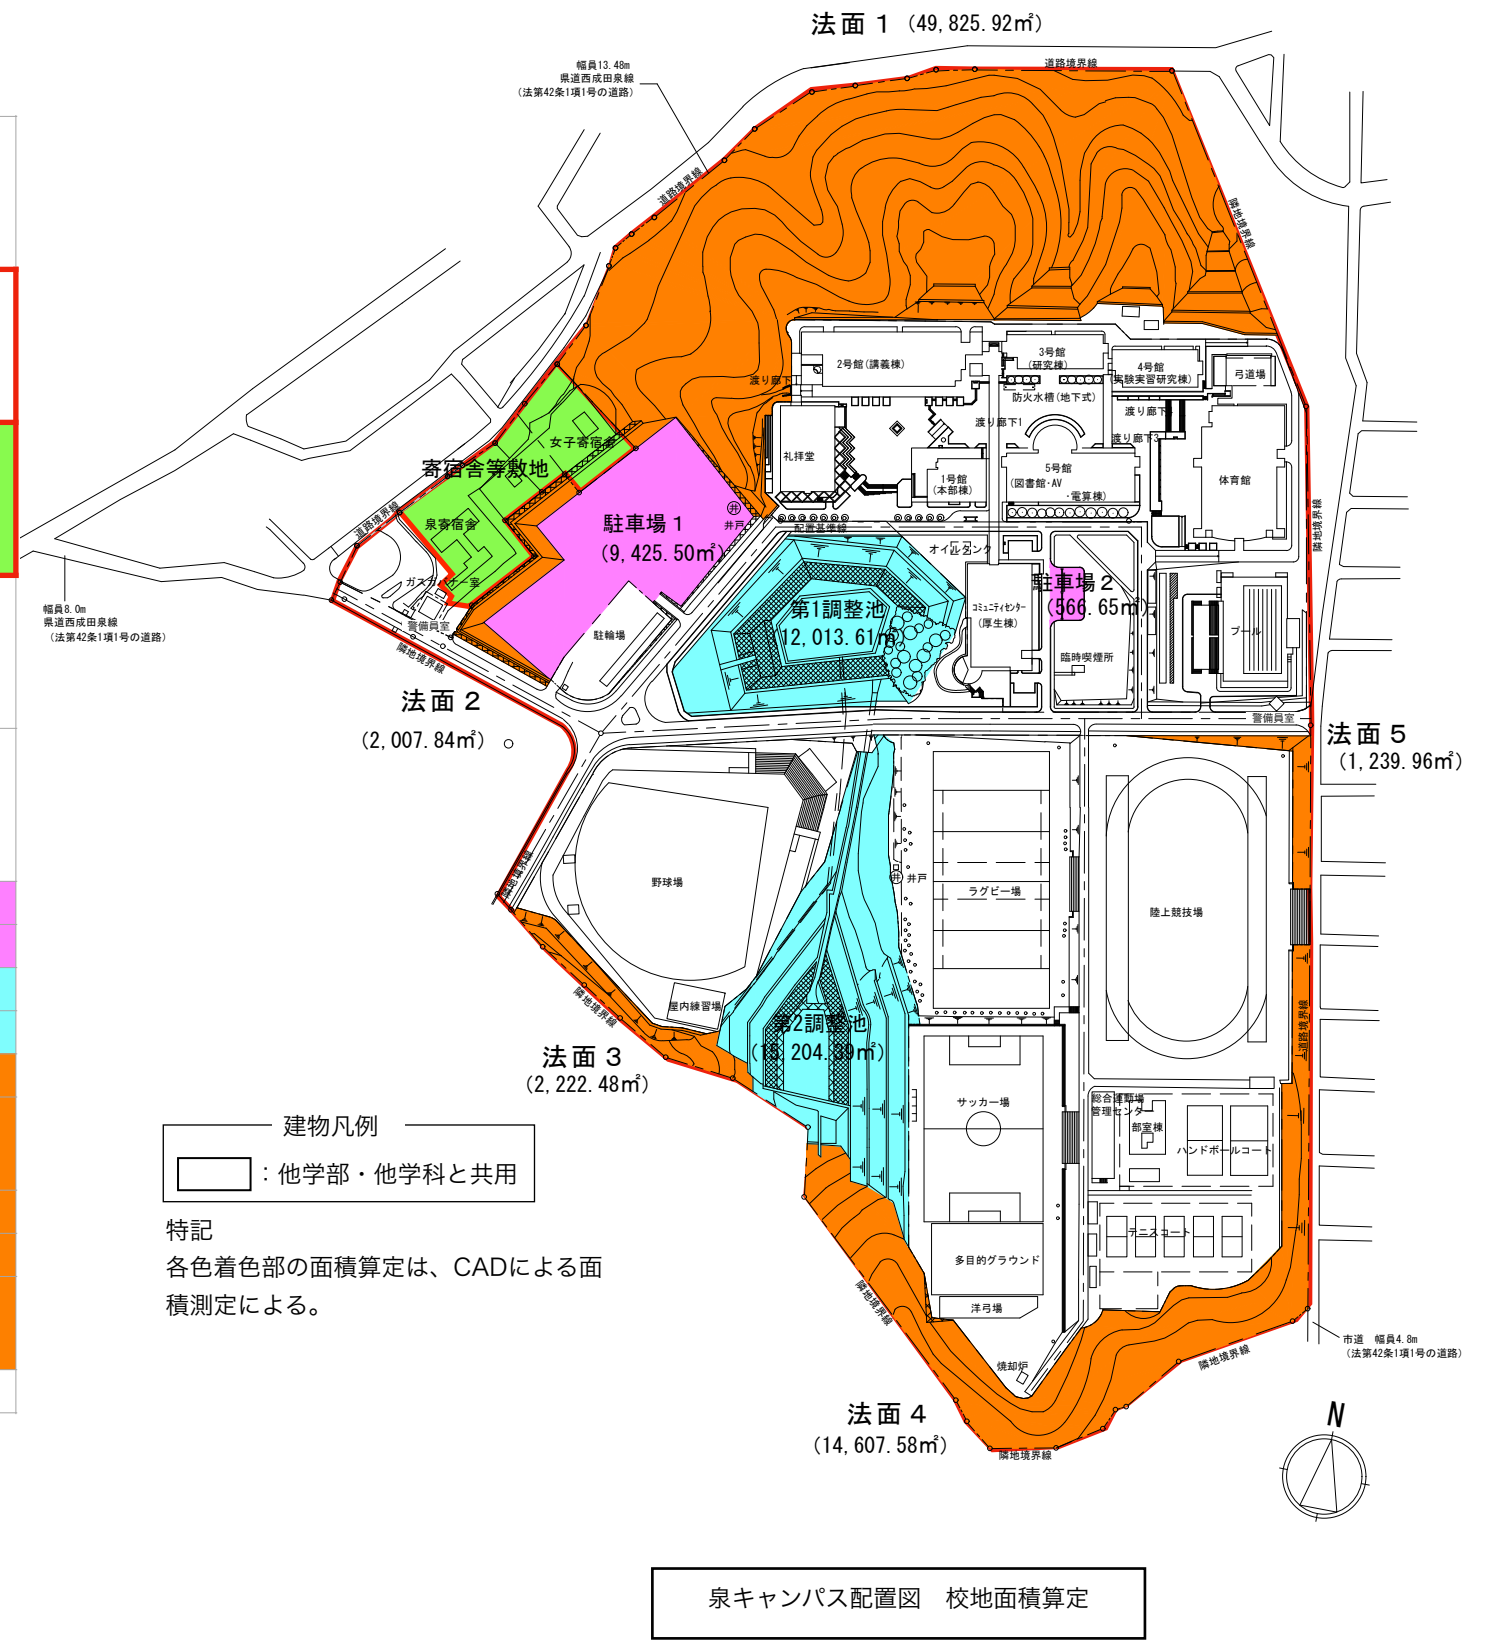 法面１（49,825.92㎡）
幅員13.48m
県道西成田泉線
（法第42条1項1号の道路）
道路境界線
道路境界線
隣地境界線
2号館(講義棟)
3号館
(研究棟)
4号館
(実験実習研究棟)
弓道場
渡り廊下
防火水槽(地下式)
渡り廊下1
渡り廊下
渡り廊下3
女子寄宿舎
寄宿舎等敷地
泉寄宿舎
礼拝堂
1号館
(本部棟)
5号館
(図書館・AV
・電算棟)
体育館
道路境界線
駐車場１
（9,425.50㎡）
井
井戸
配置基準線
オイルタンク
隣地境界線
ガスガバナー室
警備員室
隣地境界線
駐輪場
第1調整池
(12,013.61㎡)
コミュニティセンター
(厚生棟)
駐車場２
(566.65㎡)
臨時喫煙所
プール
幅員8.0m
県道西成田泉線
（法第42条1項1号の道路）
法面２
（2,007.84㎡）
警備員室
法面５
（1,239.96㎡）
隣地境界線
野球場
井
井戸
ラグビー場
陸上競技場
屋内練習場
隣地境界線
第2調整池
(15,204.39㎡)
道路境界線
法面３
（2,222.48㎡）
サッカー場
総合運動場
管理センター
部室棟
ハンドボールコート
建物凡例
：他学部・他学科と共用
特記
各色着色部の面積算定は、CADによる面
積測定による。
テニスコート
多目的グラウンド
洋弓場
隣地境界線
焼却炉
隣地境界線
市道　幅員4.8m
（法第42条1項1号の道路）
法面４
（14,607.58㎡）
隣地境界線
N
泉キャンパス配置図　校地面積算定